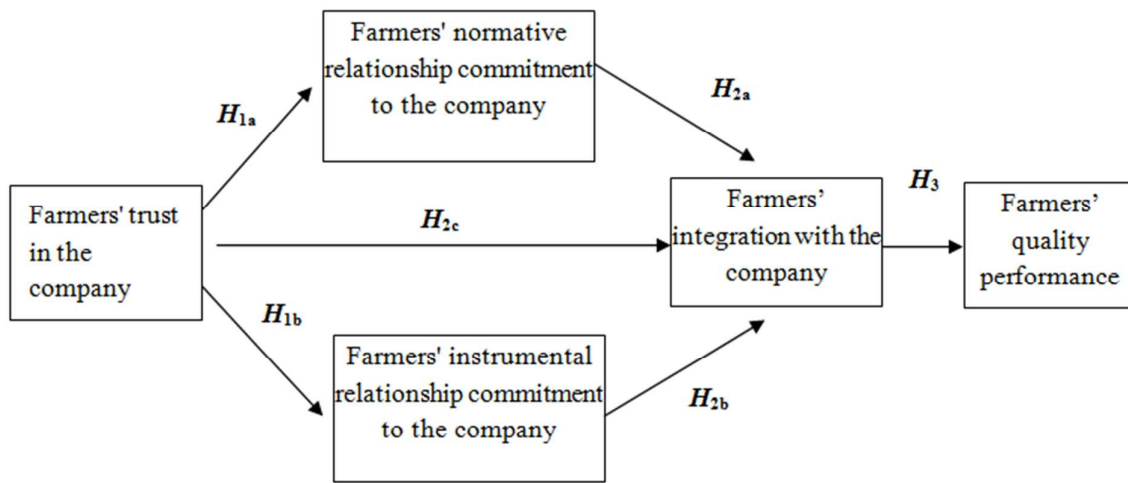 Farmers' normative
relationship commitment
to the company
H2a
H1a
Farmers' trust
in the
company
H2c
Farmers'
integration with the
company
H3
Farmers'
quality
performance
H1b
Farmers' instrumental
relationship commitment
to the company
H2b